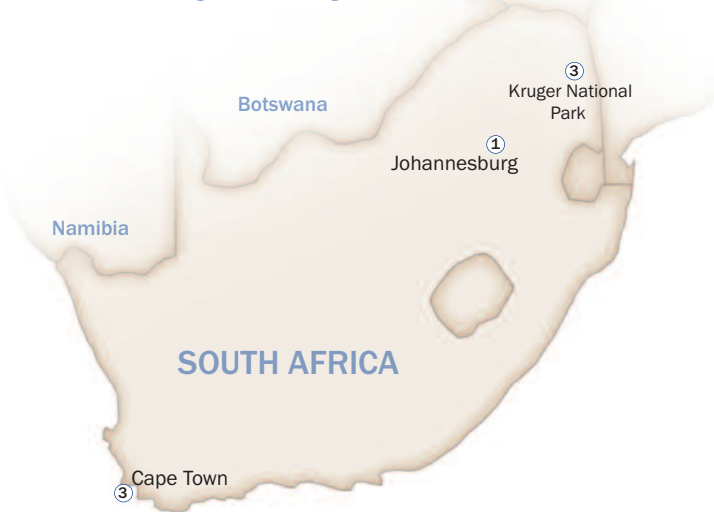 3
Kruger National
Park
Botswana
1
Johannesburg
Namibia
SOUTH AFRICA
Cape Town
3